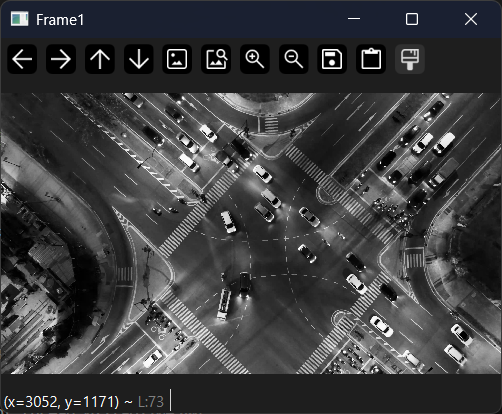 Frame1
(x=3052, y=1171) ~ L:73